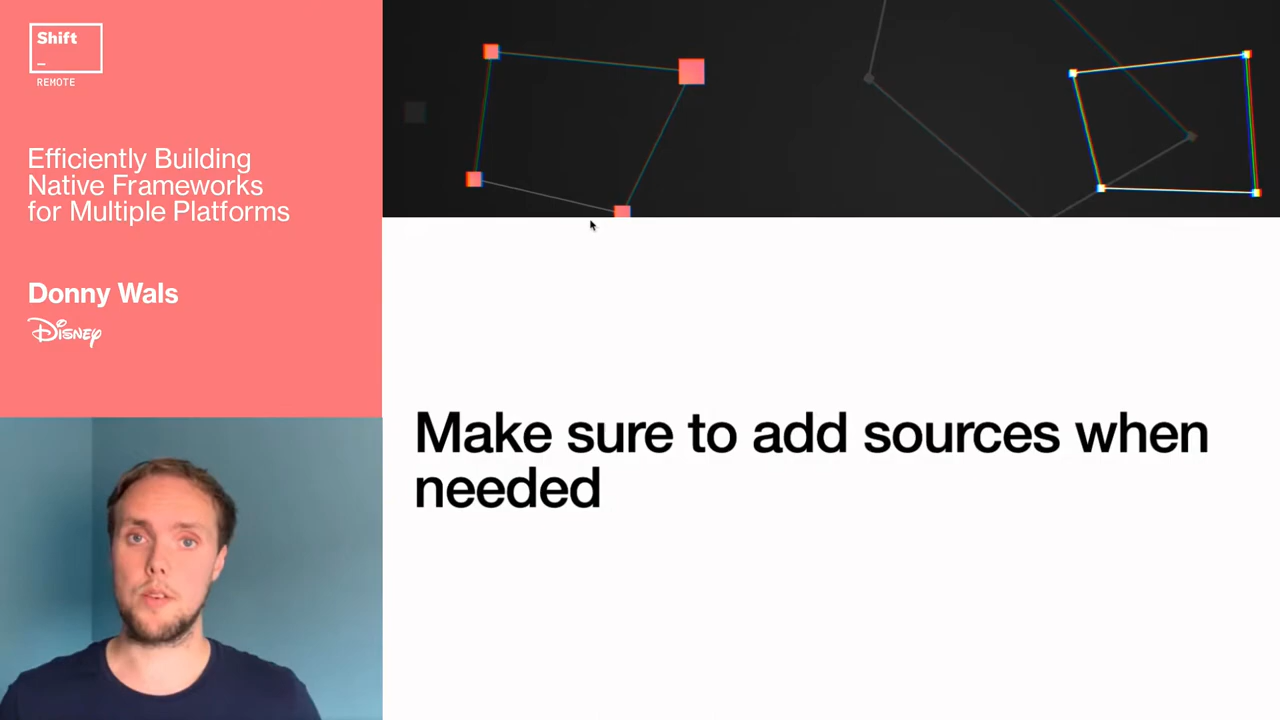 Shift
_
REMOTE
Efficiently Building
Native Frameworks
for Multiple Platforms
Donny Wals
Disney
Make sure to add sources when
needed